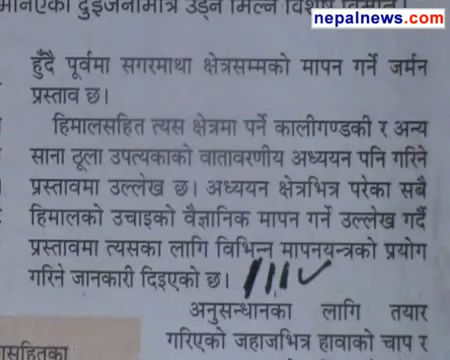 nepalnews.com
मानिएको दुईजनामात्र उड्न मिल्ने विशेष विमान।
हुँदै पूर्वमा सगरमाथा क्षेत्रसम्मको मापन गर्ने जर्मन
प्रस्ताव छ।
हिमालसहित त्यस क्षेत्रमा पर्ने कालीगण्डकी र अन्य
साना ठूला उपत्यकाको वातावरणीय अध्ययन पनि गरिने
प्रस्तावमा उल्लेख छ। अध्ययन क्षेत्रभित्र परेका सबै
हिमालको उचाइको वैज्ञानिक मापन गर्ने उल्लेख गर्दै
प्रस्तावमा त्यसका लागि विभिन्न मापनयन्त्रको प्रयोग
गरिने जानकारी दिइएको छ।
अनुसन्धानका लागि तयार
गरिएको जहाजभित्र हावाको चाप र